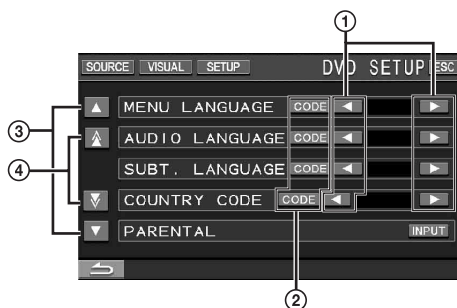 ①
SOURCE VISUAL SETUP DVD SETUP ESC
MENU LANGUAGE CODE
③
AUDIO LANGUAGE CODE
④
SUBT. LANGUAGE CODE
COUNTRY CODE CODE
PARENTAL INPUT
②